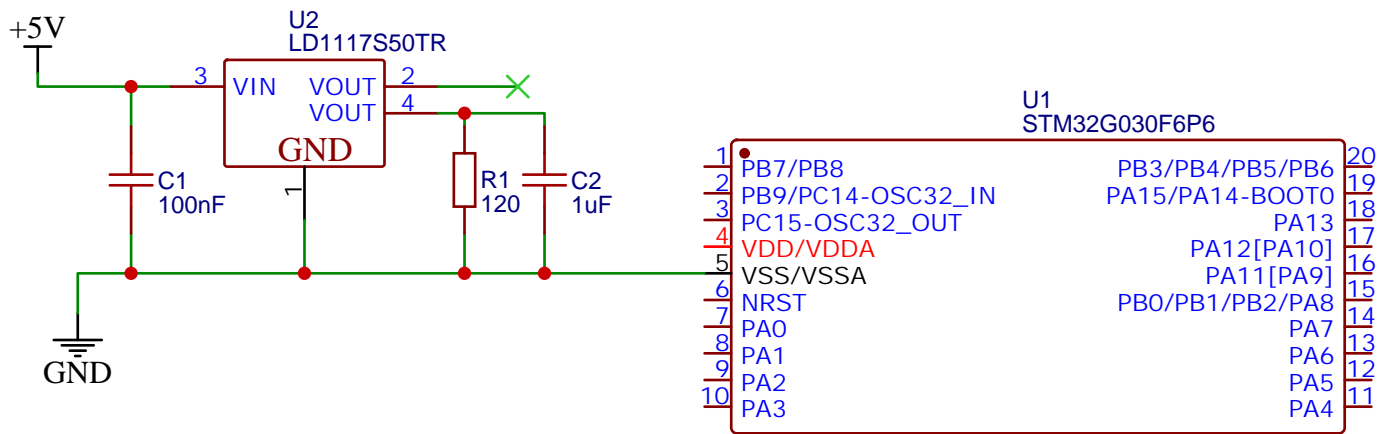 +5V
U2
LD1117S50TR
3 VIN VOUT 2
VOUT 4
GND
1
C1
100nF
R1
120
C2
1uF
GND
U1
STM32G030F6P6
1 PB7/PB8 PB3/PB4/PB5/PB6 20
2 PB9/PC14-OSC32_IN PA15/PA14-BOOT0 19
3 PC15-OSC32_OUT PA13 18
4 VDD/VDDA PA12[PA10] 17
5 VSS/VSSA PA11[PA9] 16
6 NRST PB0/PB1/PB2/PA8 15
7 PA0 PA7 14
8 PA1 PA6 13
9 PA2 PA5 12
10 PA3 PA4 11